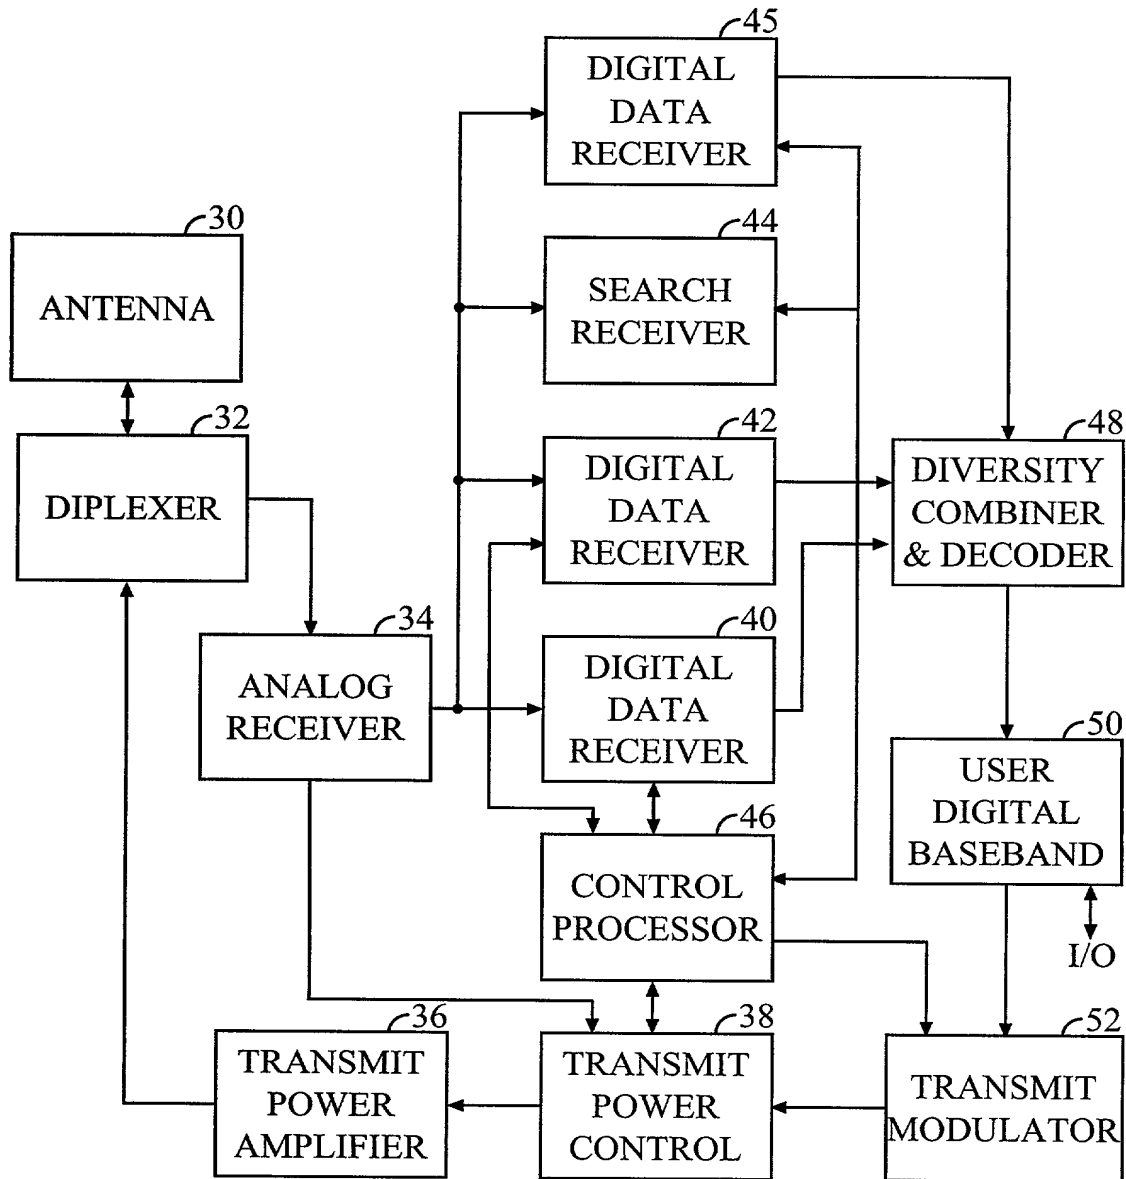 45
DIGITAL
DATA
RECEIVER
30
ANTENNA
44
SEARCH
RECEIVER
32
DIPLEXER
42
DIGITAL
DATA
RECEIVER
48
DIVERSITY
COMBINER
& DECODER
34
ANALOG
RECEIVER
40
DIGITAL
DATA
RECEIVER
50
USER
DIGITAL
BASEBAND
I/O
46
CONTROL
PROCESSOR
36
TRANSMIT
POWER
AMPLIFIER
38
TRANSMIT
POWER
CONTROL
52
TRANSMIT
MODULATOR